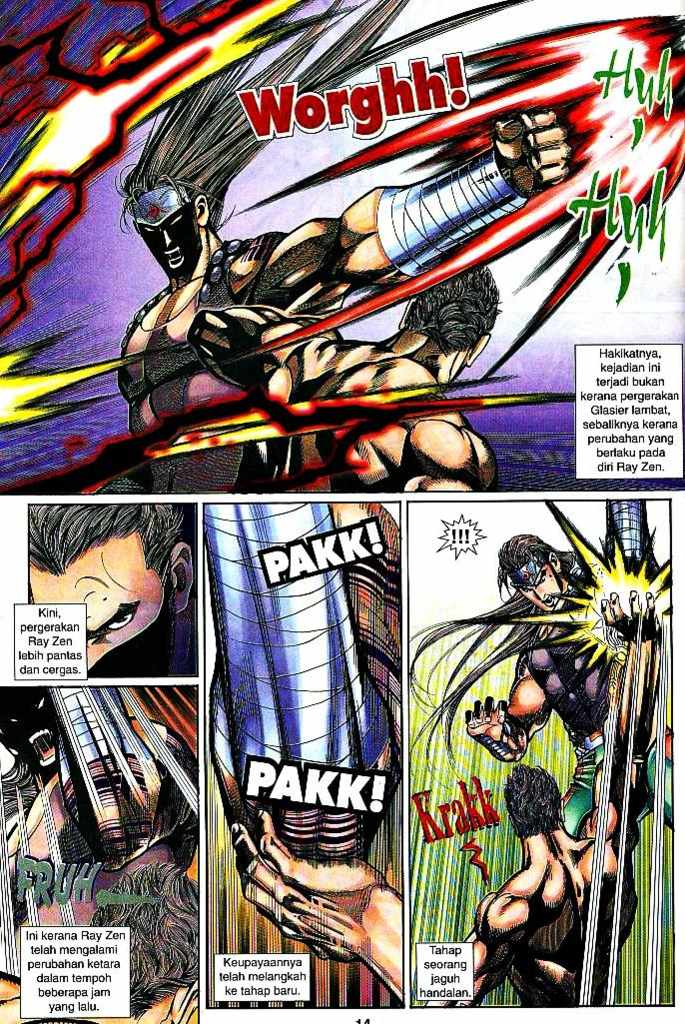 Worghh!
Huh,
Huh,
Hakikatnya,
kejadian ini
terjadi bukan
kerana pergerakan
Glasier lambat,
sebaliknya kerana
perubahan yang
berlaku pada
diri Ray Zen.
Kini,
pergerakan
Ray Zen
lebih pantas
dan cergas.
FRUH
Ini kerana Ray Zen
telah mengalami
perubahan ketara
dalam tempoh
beberapa jam
yang lalu.
PAKK!
PAKK!
Keupayaannya
telah melangkah
ke tahap baru.
!!!
Krakk
Tahap
seorang
jaguh
handalan.
14